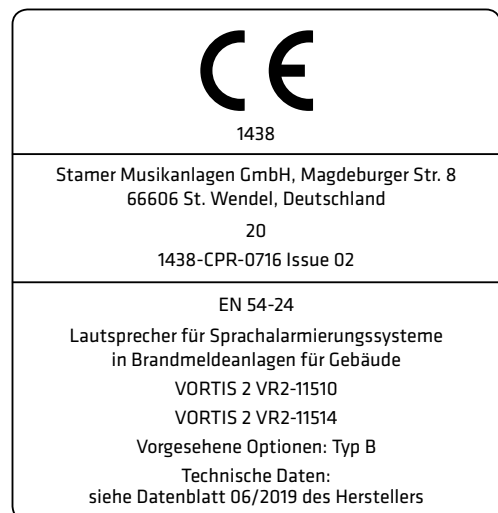 CE
1438
Stamer Musikanlagen GmbH, Magdeburger Str. 8
66606 St. Wendel, Deutschland
20
1438-CPR-0716 Issue 02
EN 54-24
Lautsprecher für Sprachalarmierungssysteme
in Brandmeldeanlagen für Gebäude
VORTIS 2 VR2-11510
VORTIS 2 VR2-11514
Vorgesehene Optionen: Typ B
Technische Daten:
siehe Datenblatt 06/2019 des Herstellers